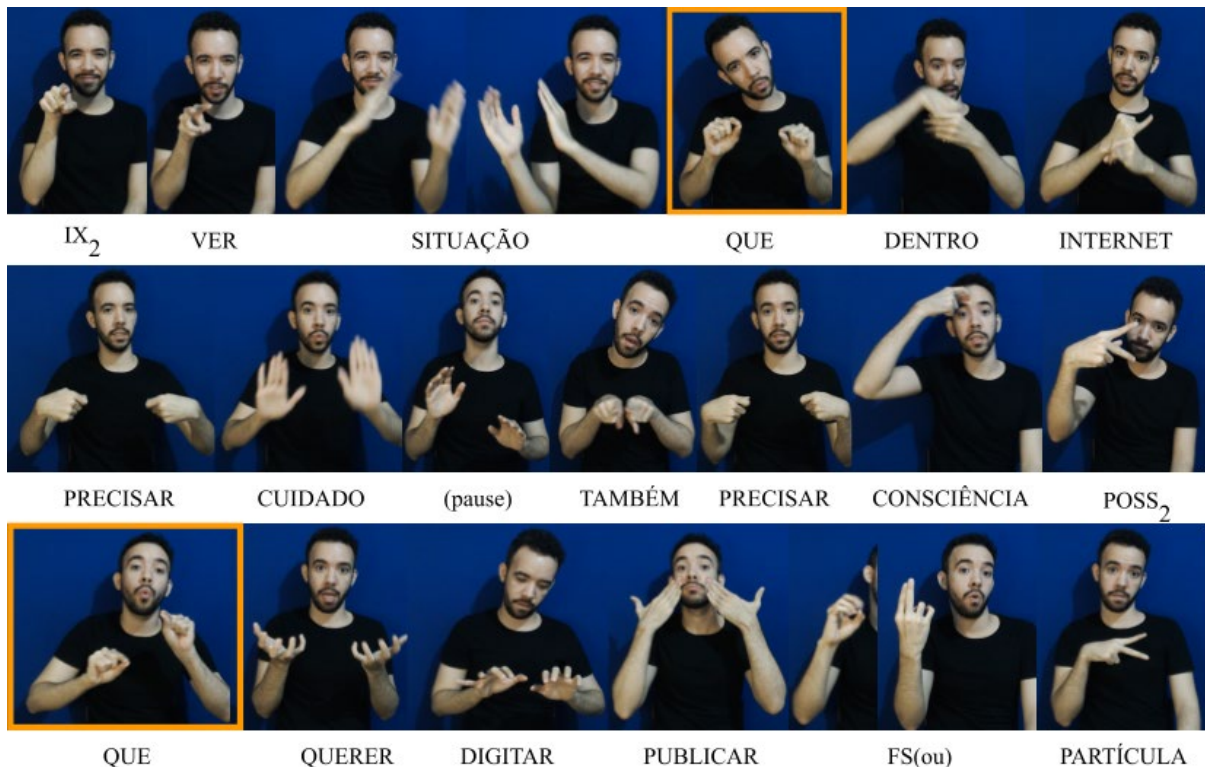 IX₂ VER SITUAÇÃO QUE DENTRO INTERNET
PRECISAR CUIDADO (pause) TAMBÉM PRECISAR CONSCIÊNCIA POSS₂
QUE QUERER DIGITAR PUBLICAR FS(ou) PARTÍCULA